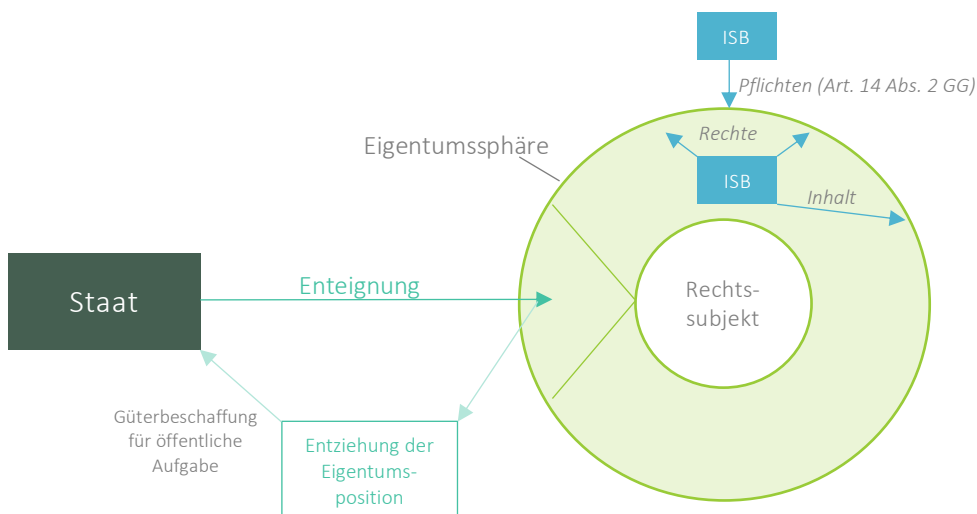 ISB
Pflichten (Art. 14 Abs. 2 GG)
Rechte
Eigentumssphäre
ISB
Inhalt
Enteignung
Staat
Rechts-
subjekt
Güterbeschaffung
für öffentliche
Aufgabe
Entziehung der
Eigentums-
position